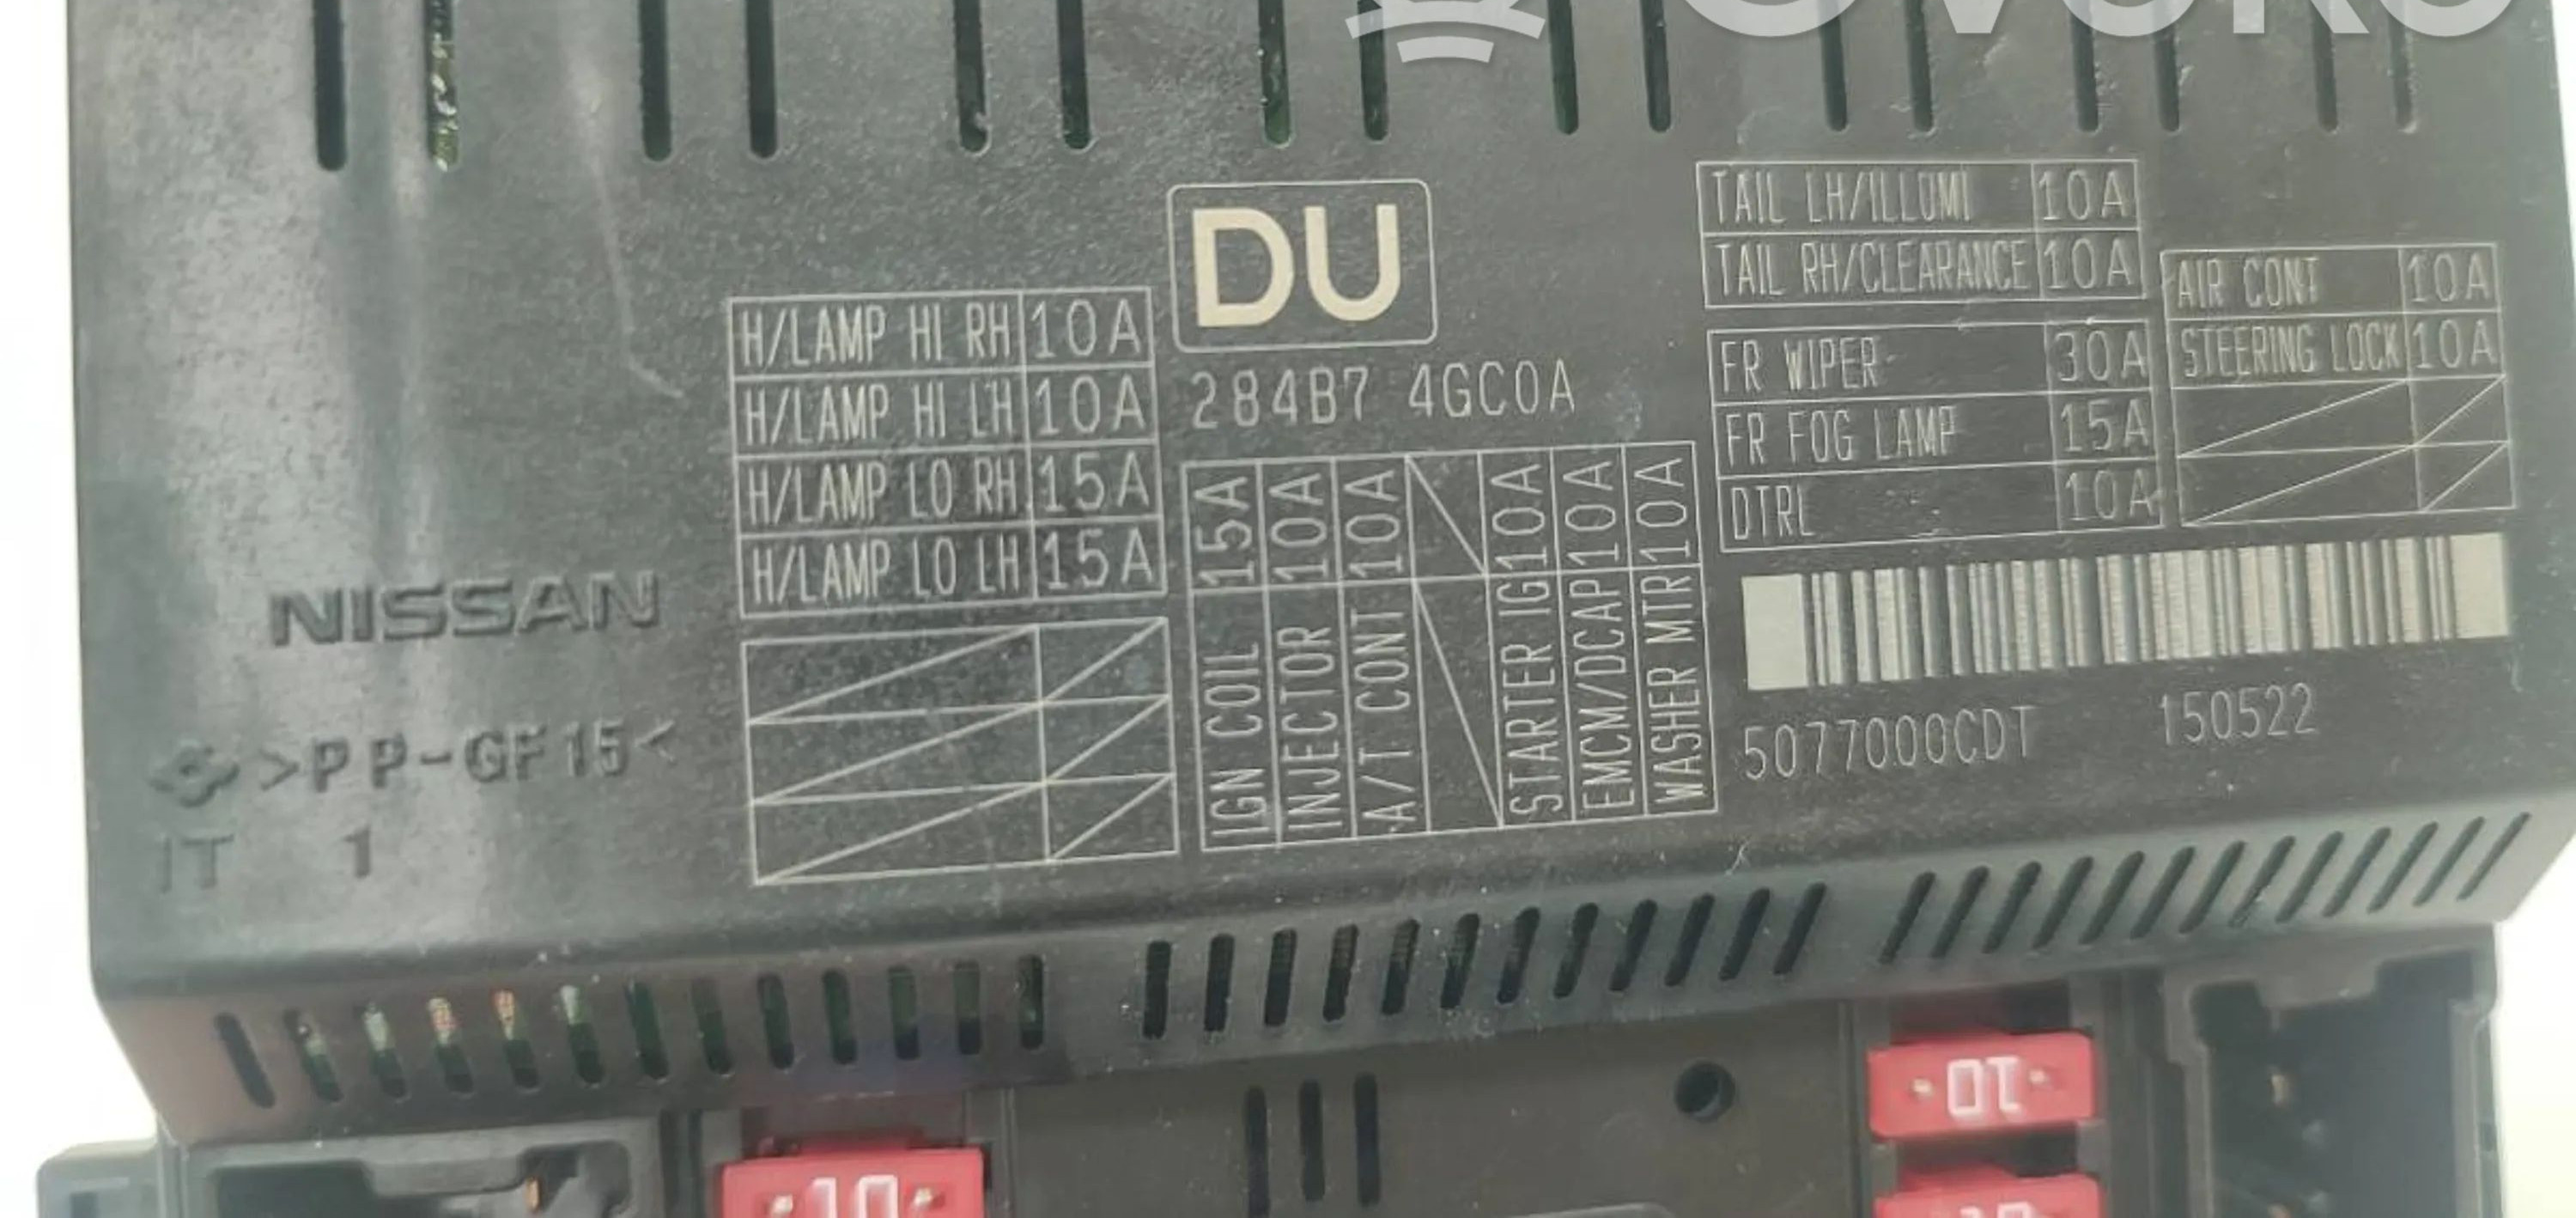 DU
284B7 4GC0A
H/LAMP HI RH 10A
H/LAMP HI LH 10A
H/LAMP LO RH 15A
H/LAMP LO LH 15A
IGN COIL 15A
INJECTOR 10A
A/T CONT 10A
STARTER IG 10A
EMCM/DCAP 10A
WASHER MTR 10A
TAIL LH/ILLUMI 10A
TAIL RH/CLEARANCE 10A
FR WIPER 30A
FR FOG LAMP 15A
DTRL 10A
AIR CONT 10A
STEERING LOCK 10A
5077000CDT 150522
NISSAN
>PP-GF15<
IT 1
10
10